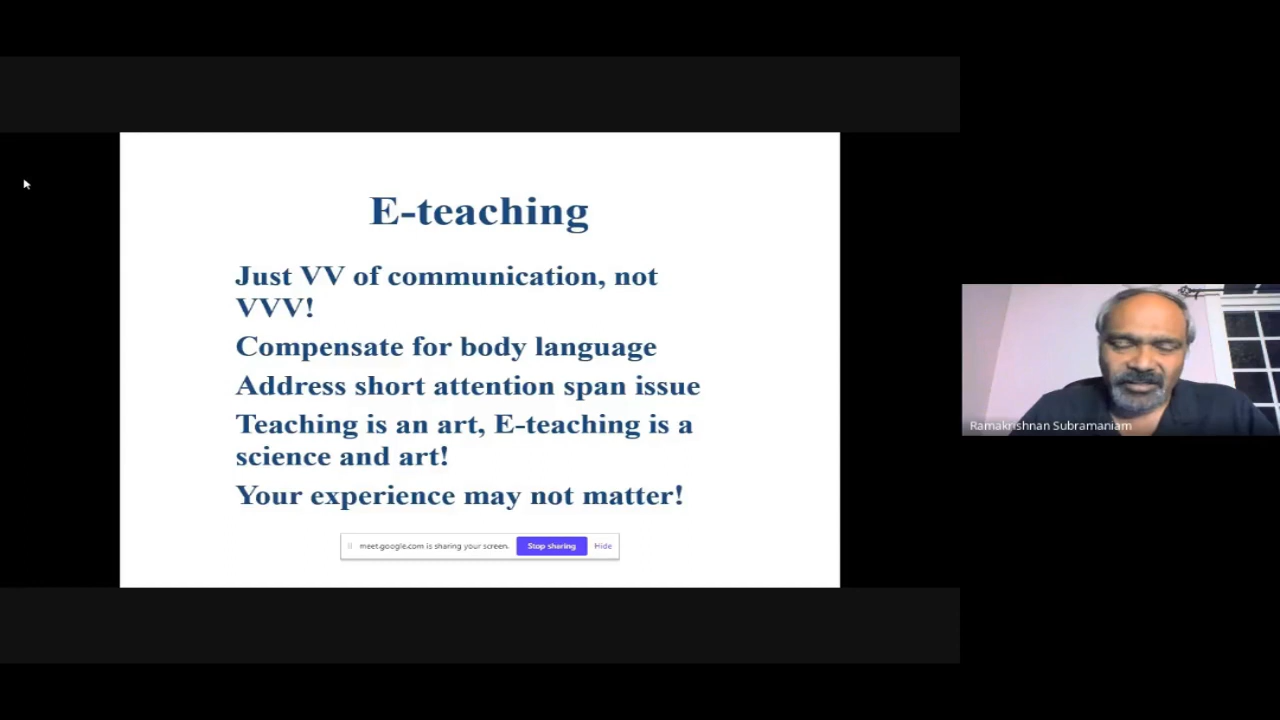 E-teaching
Just VV of communication, not
VVV!
Compensate for body language
Address short attention span issue
Teaching is an art, E-teaching is a
science and art!
Your experience may not matter!
meet.google.com is sharing your screen.
Stop sharing
Hide
Ramakrishnan Subramaniam